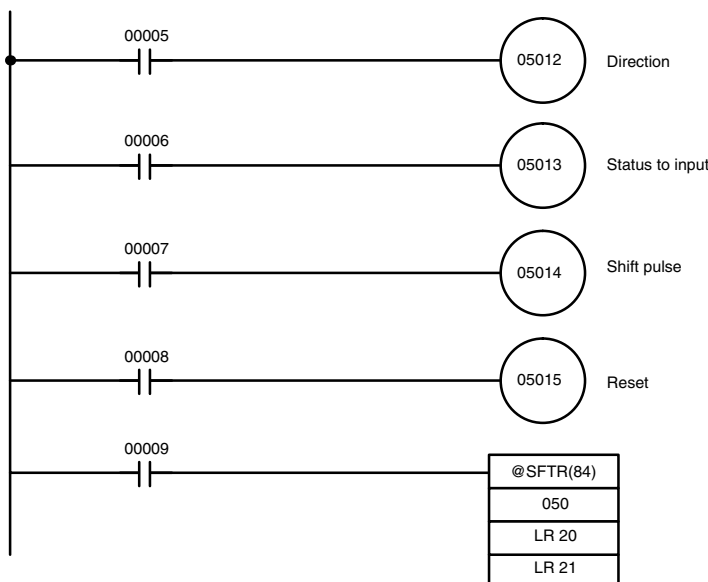 00005
05012 Direction
00006
05013 Status to input
00007
05014 Shift pulse
00008
05015 Reset
00009
@SFTR(84)
050
LR 20
LR 21